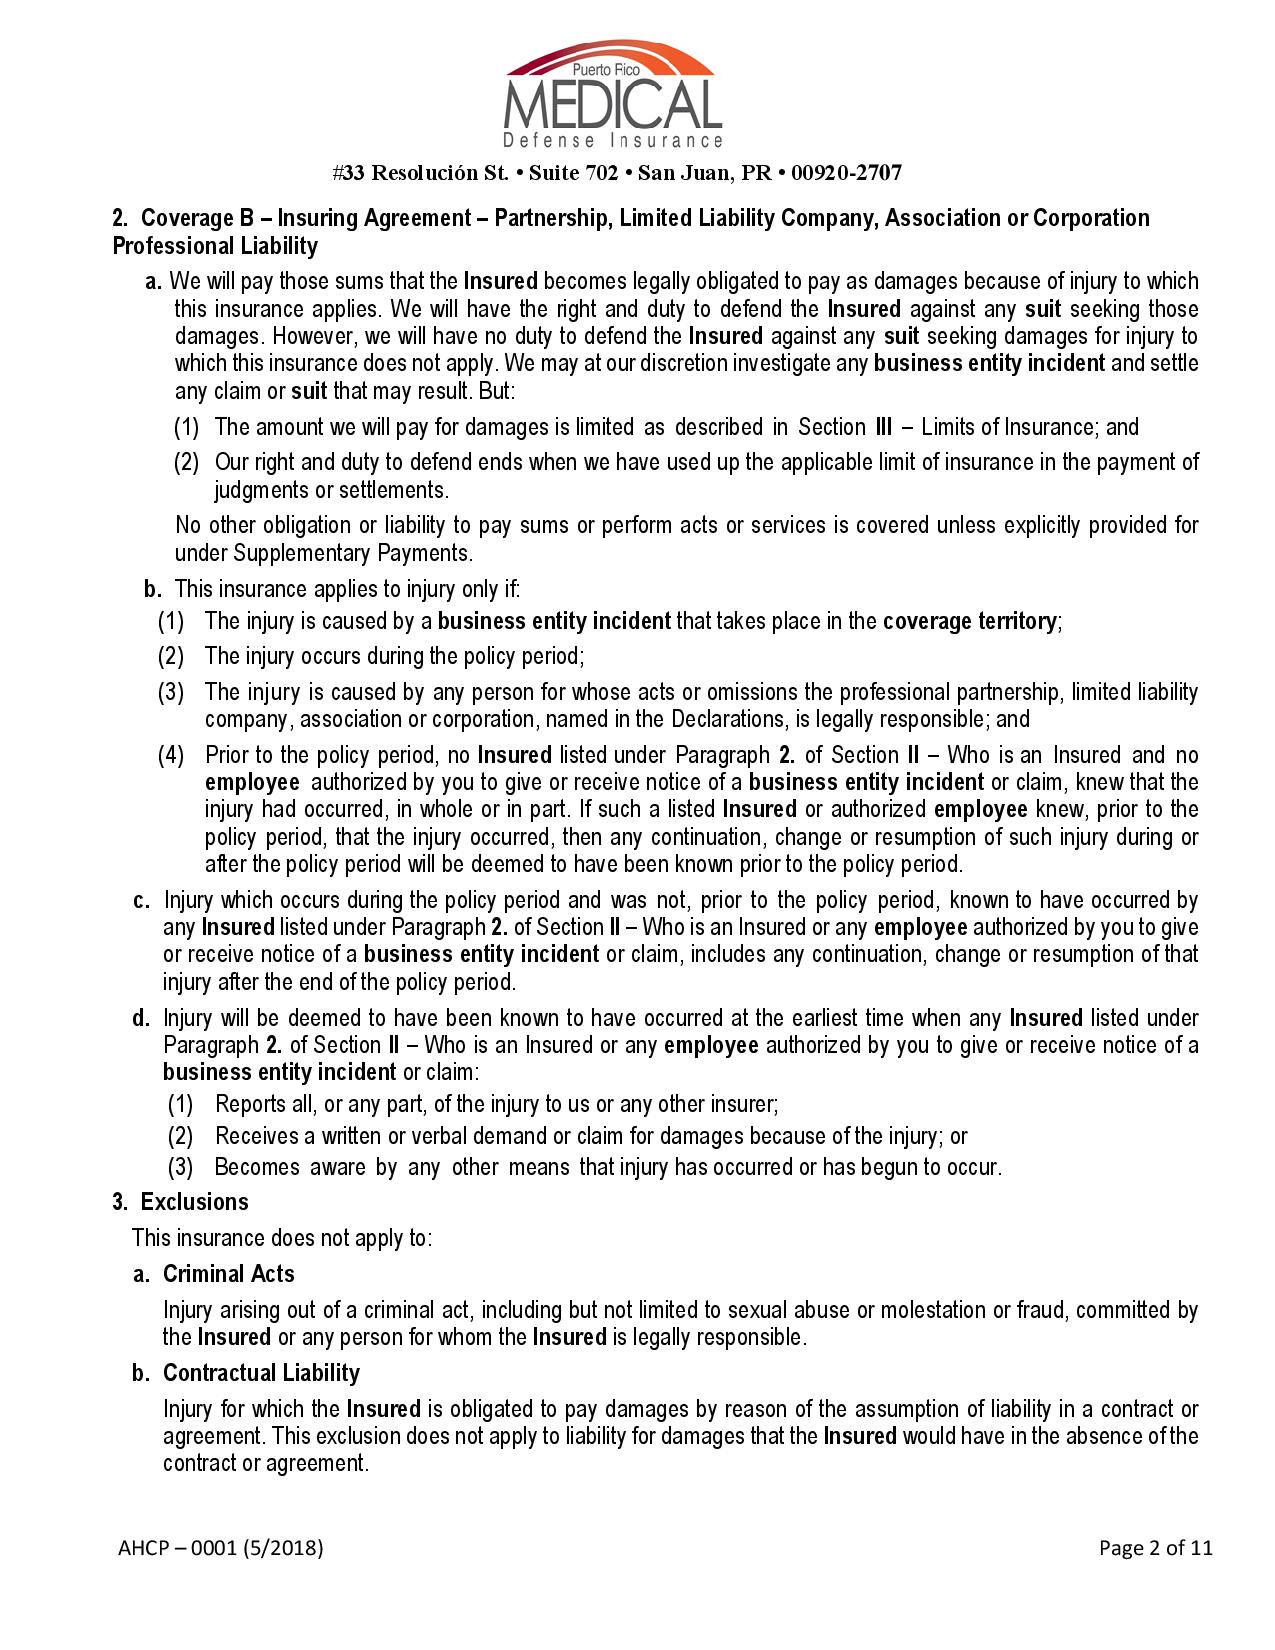 Puerto Rico
MEDICAL
Defense Insurance
#33 Resolución St. • Suite 702 • San Juan, PR • 00920-2707
2. Coverage B – Insuring Agreement – Partnership, Limited Liability Company, Association or Corporation
Professional Liability
a. We will pay those sums that the Insured becomes legally obligated to pay as damages because of injury to which
this insurance applies. We will have the right and duty to defend the Insured against any suit seeking those
damages. However, we will have no duty to defend the Insured against any suit seeking damages for injury to
which this insurance does not apply. We may at our discretion investigate any business entity incident and settle
any claim or suit that may result. But:
(1) The amount we will pay for damages is limited as described in Section III – Limits of Insurance; and
(2) Our right and duty to defend ends when we have used up the applicable limit of insurance in the payment of
judgments or settlements.
No other obligation or liability to pay sums or perform acts or services is covered unless explicitly provided for
under Supplementary Payments.
b. This insurance applies to injury only if:
(1) The injury is caused by a business entity incident that takes place in the coverage territory;
(2) The injury occurs during the policy period;
(3) The injury is caused by any person for whose acts or omissions the professional partnership, limited liability
company, association or corporation, named in the Declarations, is legally responsible; and
(4) Prior to the policy period, no Insured listed under Paragraph 2. of Section II – Who is an Insured and no
employee authorized by you to give or receive notice of a business entity incident or claim, knew that the
injury had occurred, in whole or in part. If such a listed Insured or authorized employee knew, prior to the
policy period, that the injury occurred, then any continuation, change or resumption of such injury during or
after the policy period will be deemed to have been known prior to the policy period.
c. Injury which occurs during the policy period and was not, prior to the policy period, known to have occurred by
any Insured listed under Paragraph 2. of Section II – Who is an Insured or any employee authorized by you to give
or receive notice of a business entity incident or claim, includes any continuation, change or resumption of that
injury after the end of the policy period.
d. Injury will be deemed to have been known to have occurred at the earliest time when any Insured listed under
Paragraph 2. of Section II – Who is an Insured or any employee authorized by you to give or receive notice of a
business entity incident or claim:
(1) Reports all, or any part, of the injury to us or any other insurer;
(2) Receives a written or verbal demand or claim for damages because of the injury; or
(3) Becomes aware by any other means that injury has occurred or has begun to occur.
3. Exclusions
This insurance does not apply to:
a. Criminal Acts
Injury arising out of a criminal act, including but not limited to sexual abuse or molestation or fraud, committed by
the Insured or any person for whom the Insured is legally responsible.
b. Contractual Liability
Injury for which the Insured is obligated to pay damages by reason of the assumption of liability in a contract or
agreement. This exclusion does not apply to liability for damages that the Insured would have in the absence of the
contract or agreement.
AHCP – 0001 (5/2018)
Page 2 of 11